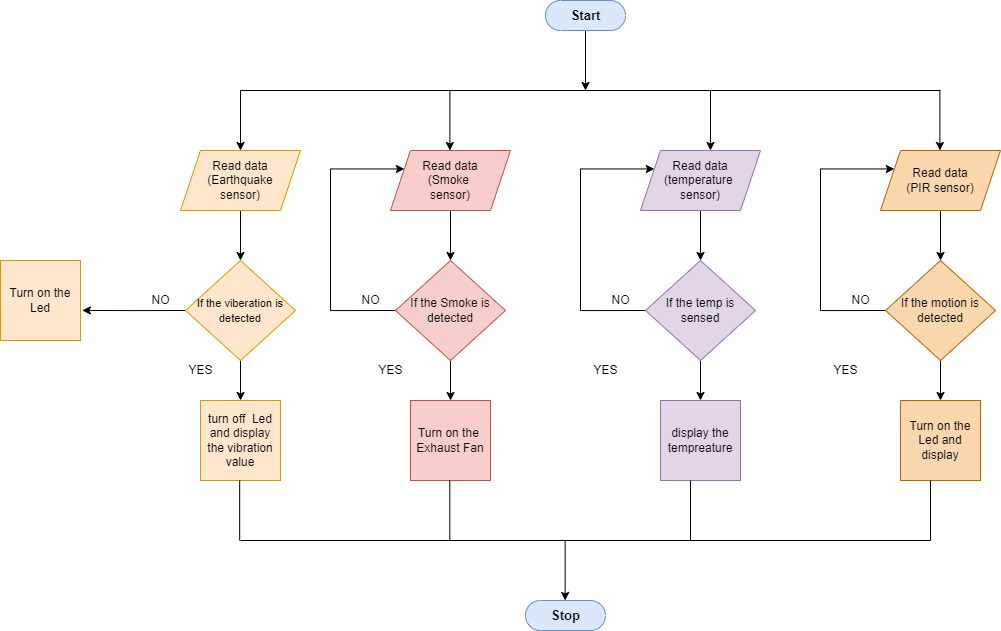 Start
Read data
(Earthquake
sensor)
Read data
(Smoke
sensor)
Read data
(temperature
sensor)
Read data
(PIR sensor)
Turn on the
Led
NO
If the viberation is
detected
NO
If the Smoke is
detected
NO
If the temp is
sensed
NO
If the motion is
detected
YES
YES
YES
YES
turn off Led
and display
the vibration
value
Turn on the
Exhaust Fan
display the
tempreature
Turn on the
Led and
display
Stop